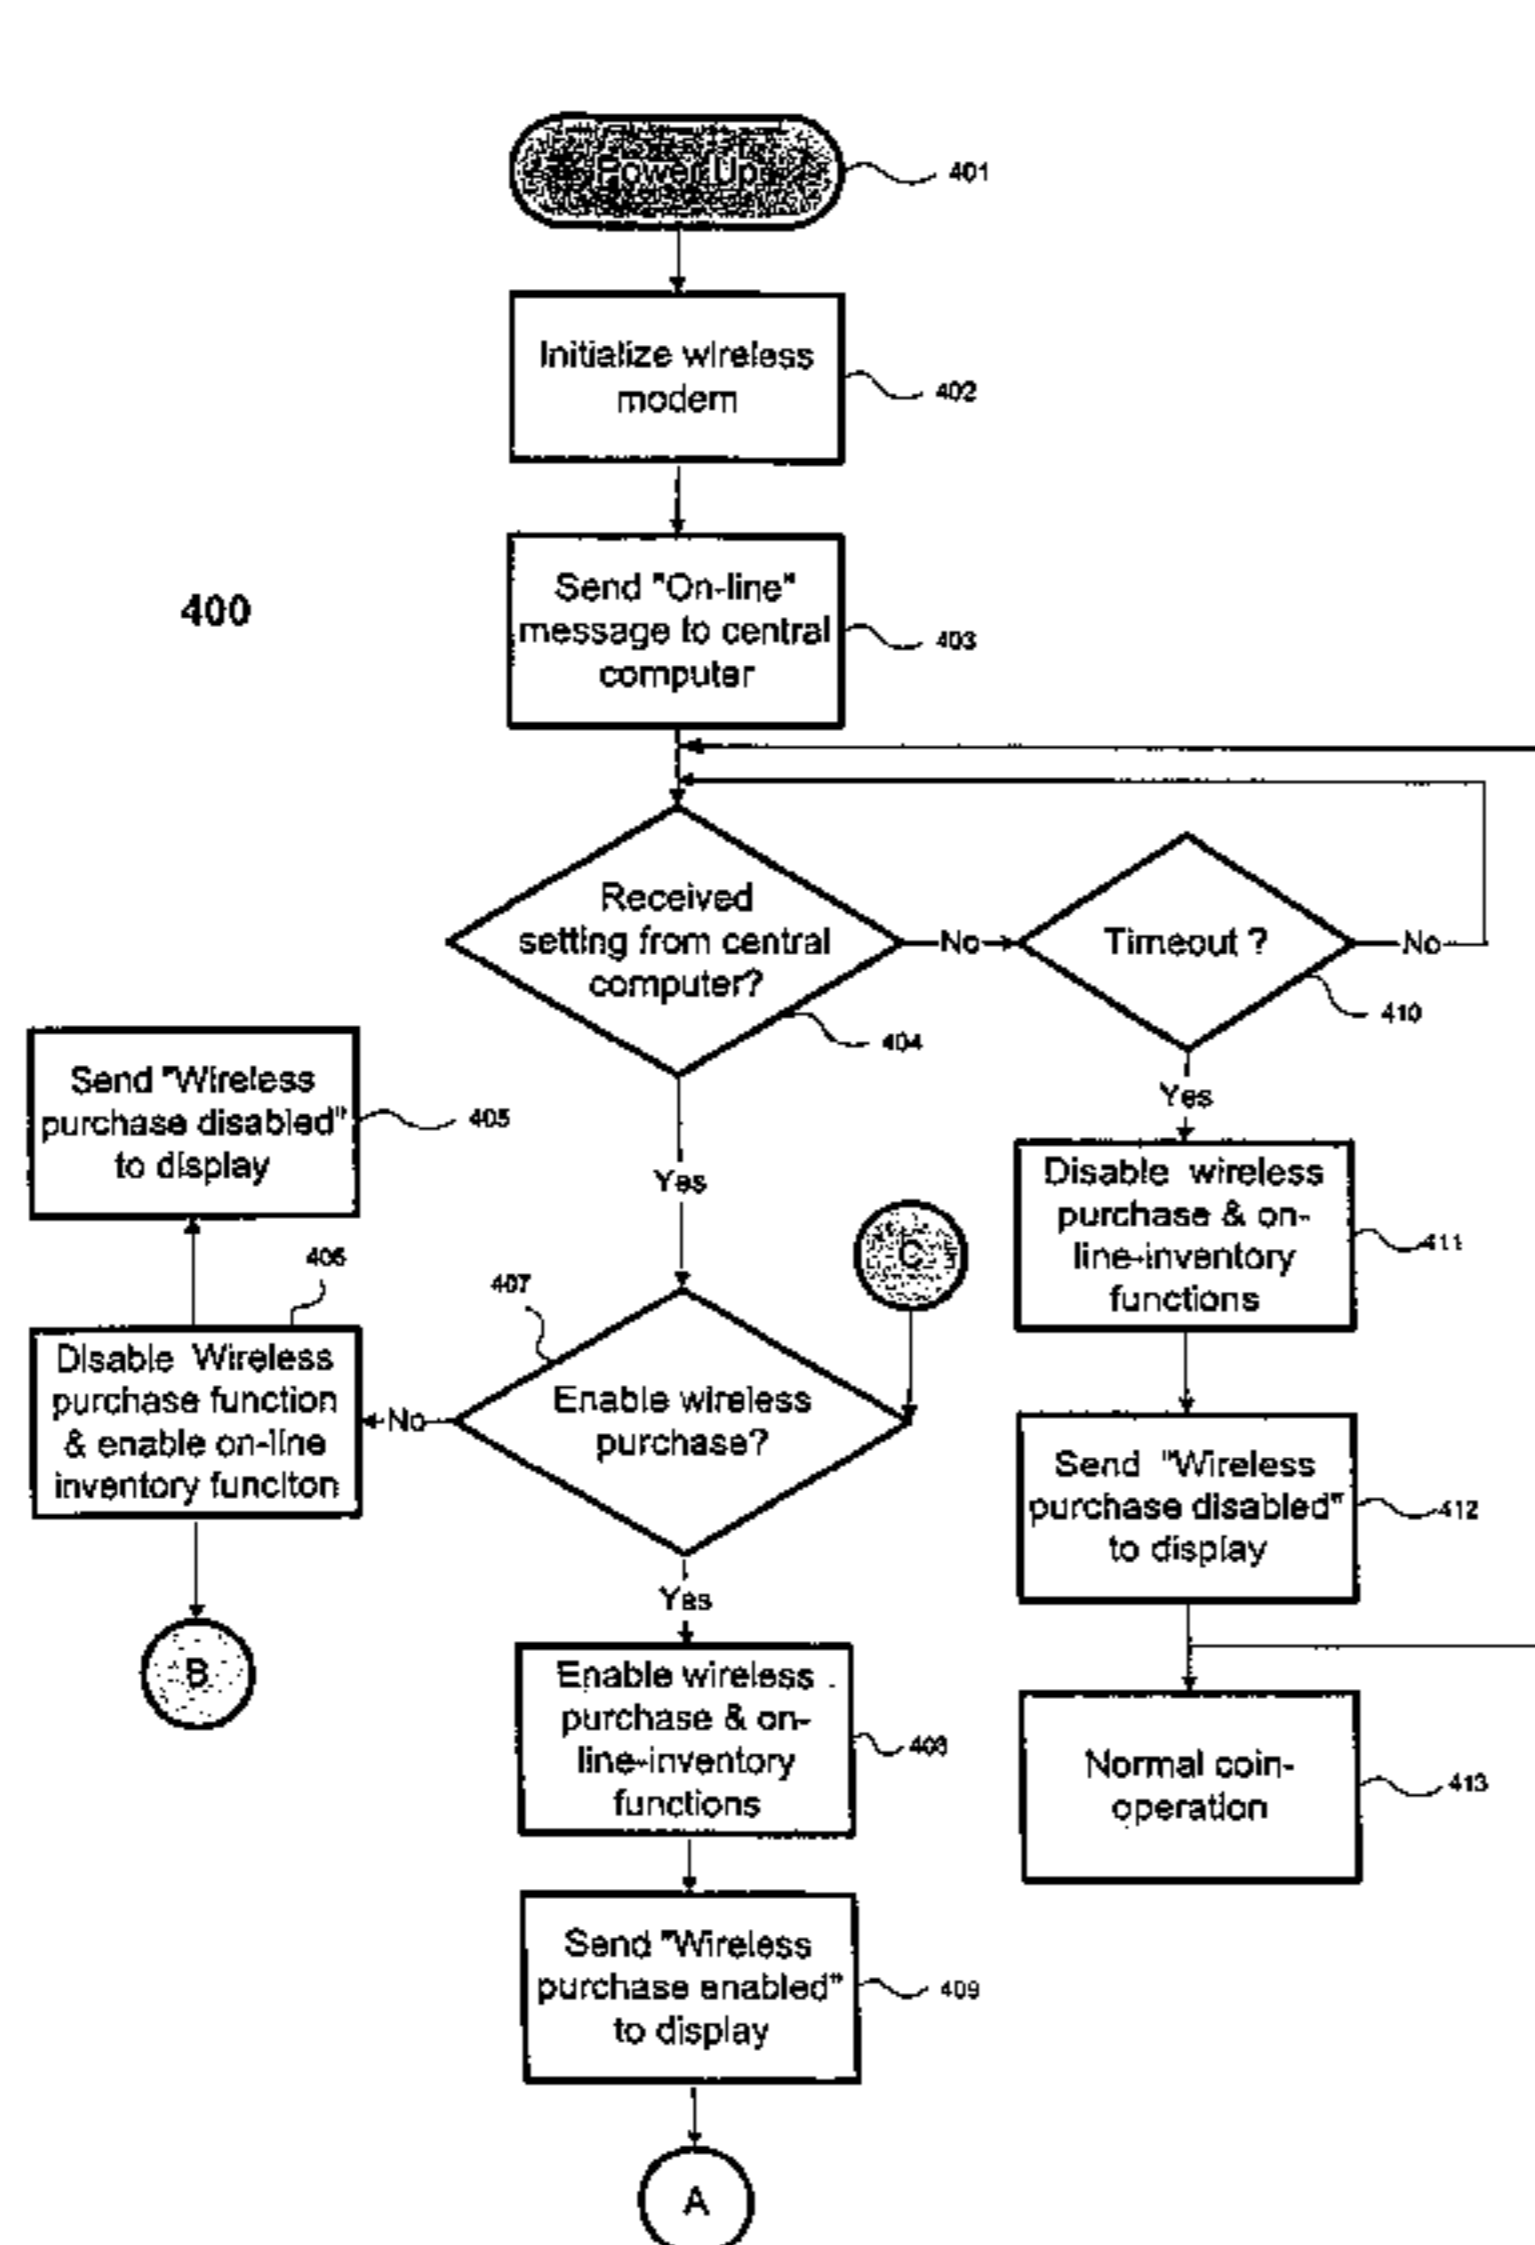 Power Up
401
Initialize wireless
modem
402
400
Send "On-line"
message to central
computer
403
Received
setting from central
computer?
404
No
Timeout ?
No
410
Yes
Send "Wireless
purchase disabled"
to display
405
Yes
Disable wireless
purchase & on-
line-inventory
functions
411
C
406
407
Disable Wireless
purchase function
& enable on-line
inventory funciton
No
Enable wireless
purchase?
Send "Wireless
purchase disabled"
to display
412
Yes
B
Enable wireless
purchase & on-
line-inventory
functions
408
Normal coin-
operation
413
Send "Wireless
purchase enabled"
to display
409
A